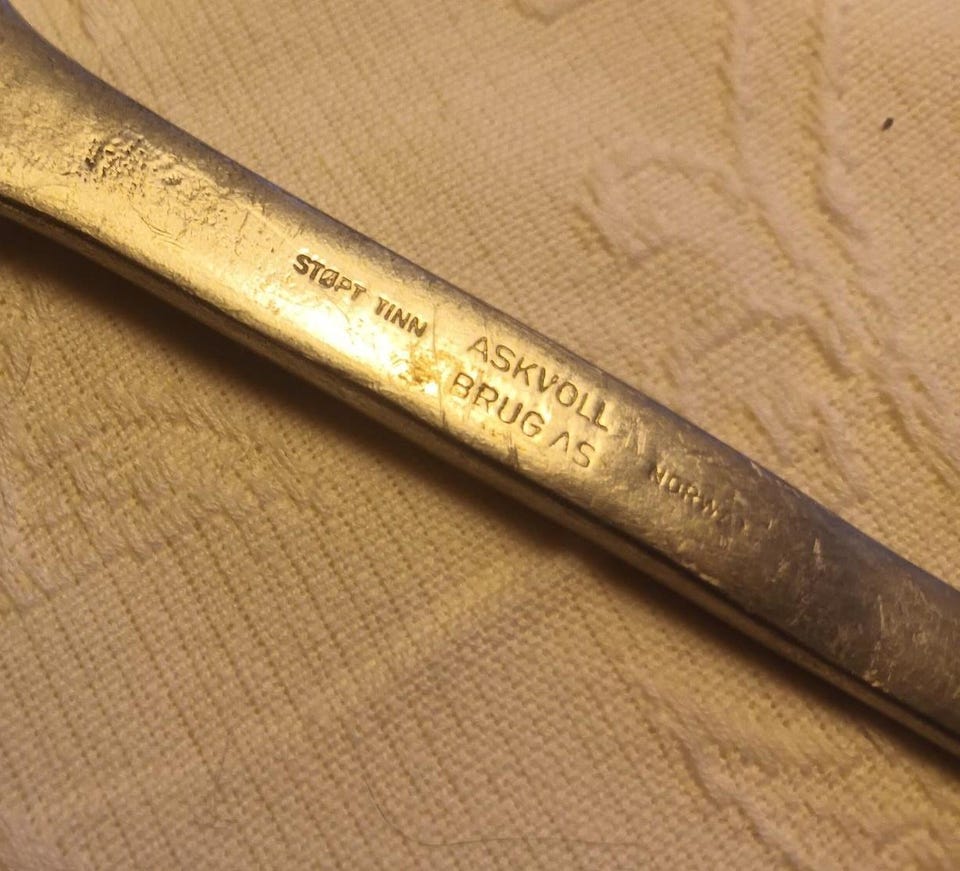 STØPT TINN
ASKVOLL
BRUG AS